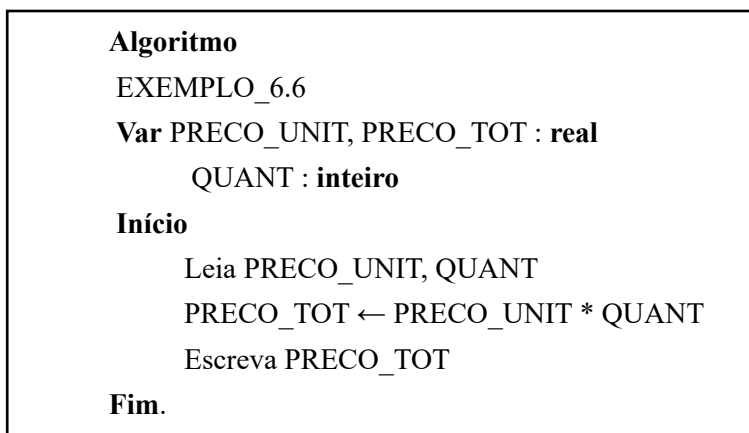 Algoritmo
EXEMPLO_6.6
Var PRECO_UNIT, PRECO_TOT : real
QUANT : inteiro
Início
Leia PRECO_UNIT, QUANT
PRECO_TOT ← PRECO_UNIT * QUANT
Escreva PRECO_TOT
Fim.